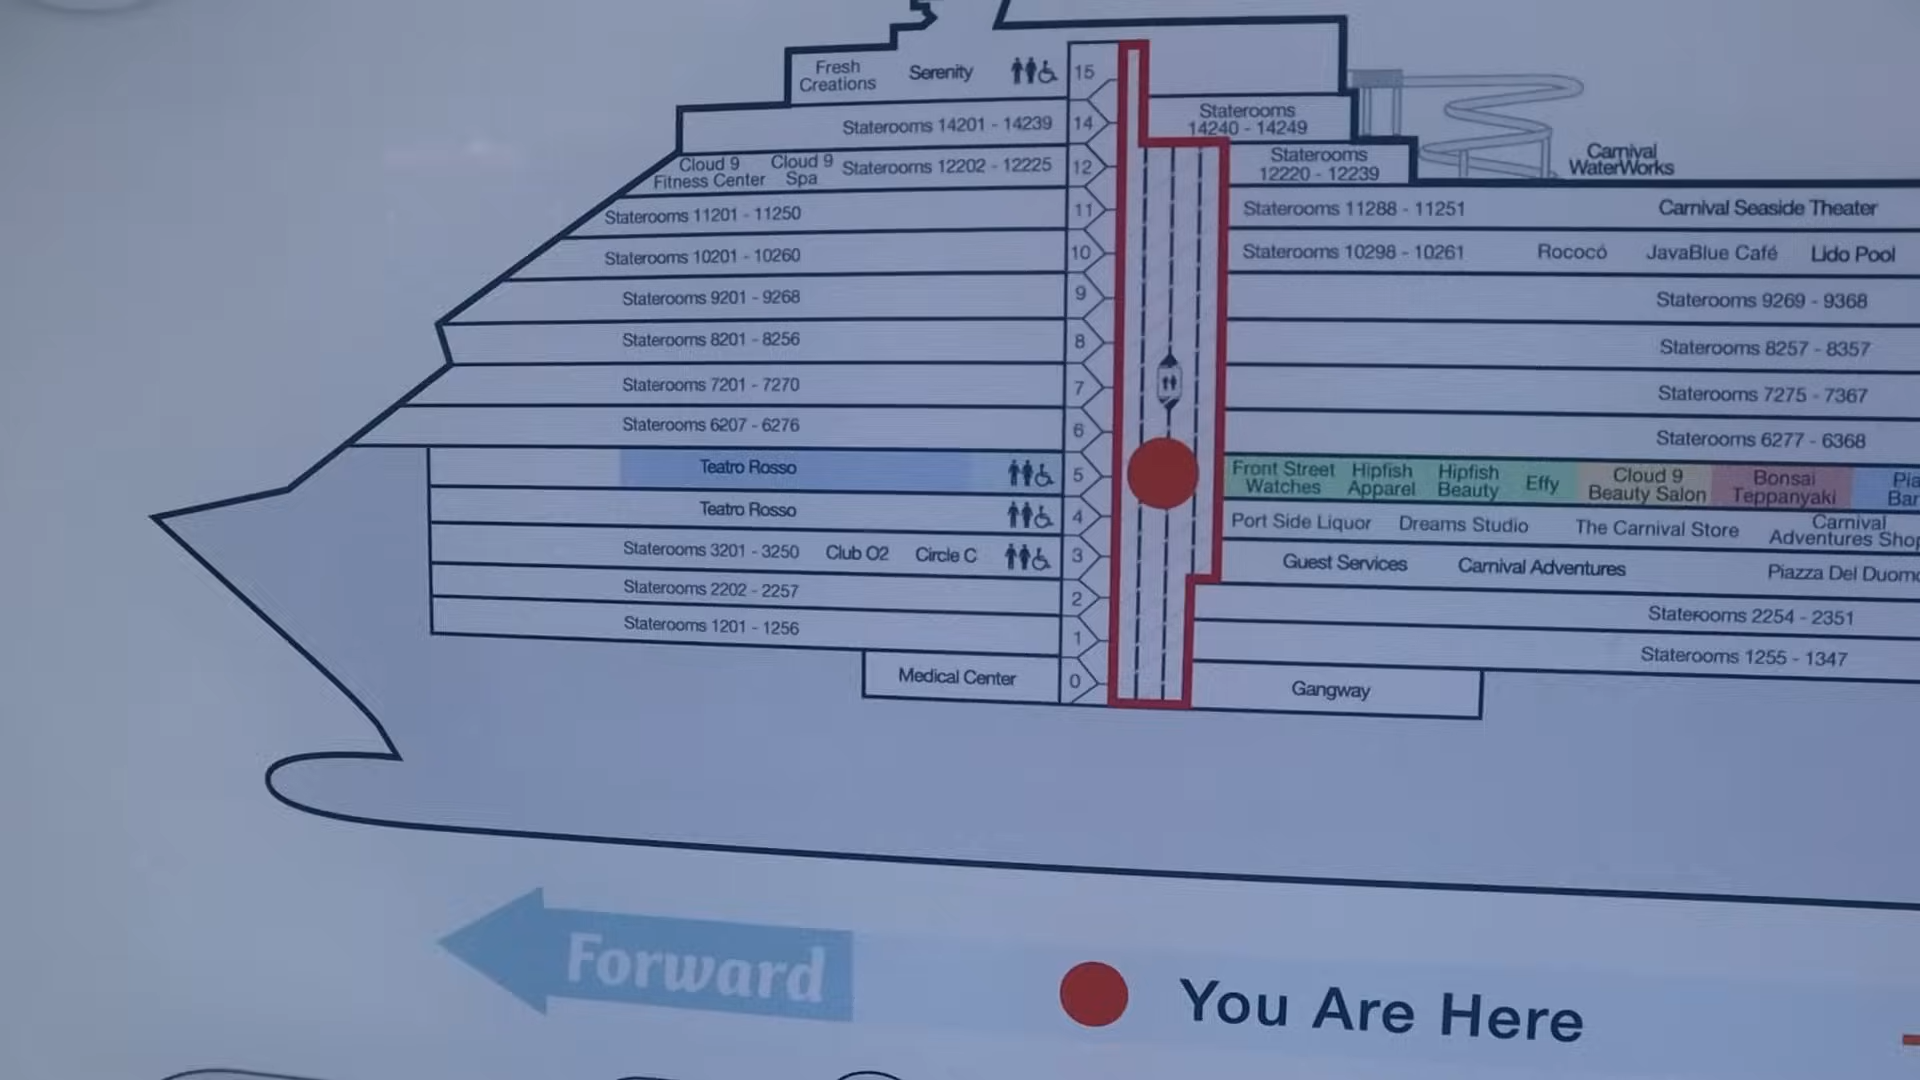 Fresh
Creations
Serenity
15
Staterooms 14201 - 14239
14
Staterooms
14240 - 14249
Cloud 9
Fitness Center
Cloud 9
Spa
Staterooms 12202 - 12225
12
Staterooms
12220 - 12239
Carnival
WaterWorks
Staterooms 11201 - 11250
11
Staterooms 11288 - 11251
Carnival Seaside Theater
Staterooms 10201 - 10260
10
Staterooms 10298 - 10261
Rococó
JavaBlue Café
Lido Pool
Staterooms 9201 - 9268
9
Staterooms 9269 - 9368
Staterooms 8201 - 8256
8
Staterooms 8257 - 8357
Staterooms 7201 - 7270
7
Staterooms 7275 - 7367
Staterooms 6207 - 6276
6
Staterooms 6277 - 6368
Teatro Rosso
5
Front Street
Watches
Hipfish
Apparel
Hipfish
Beauty
Effy
Cloud 9
Beauty Salon
Bonsai
Teppanyaki
Pia
Bar
Teatro Rosso
4
Port Side Liquor
Dreams Studio
The Carnival Store
Carnival
Adventures Shop
Staterooms 3201 - 3250
Club O2
Circle C
3
Guest Services
Carnival Adventures
Piazza Del Duomo
Staterooms 2202 - 2257
2
Staterooms 2254 - 2351
Staterooms 1201 - 1256
1
Staterooms 1255 - 1347
Medical Center
0
Gangway
Forward
You Are Here